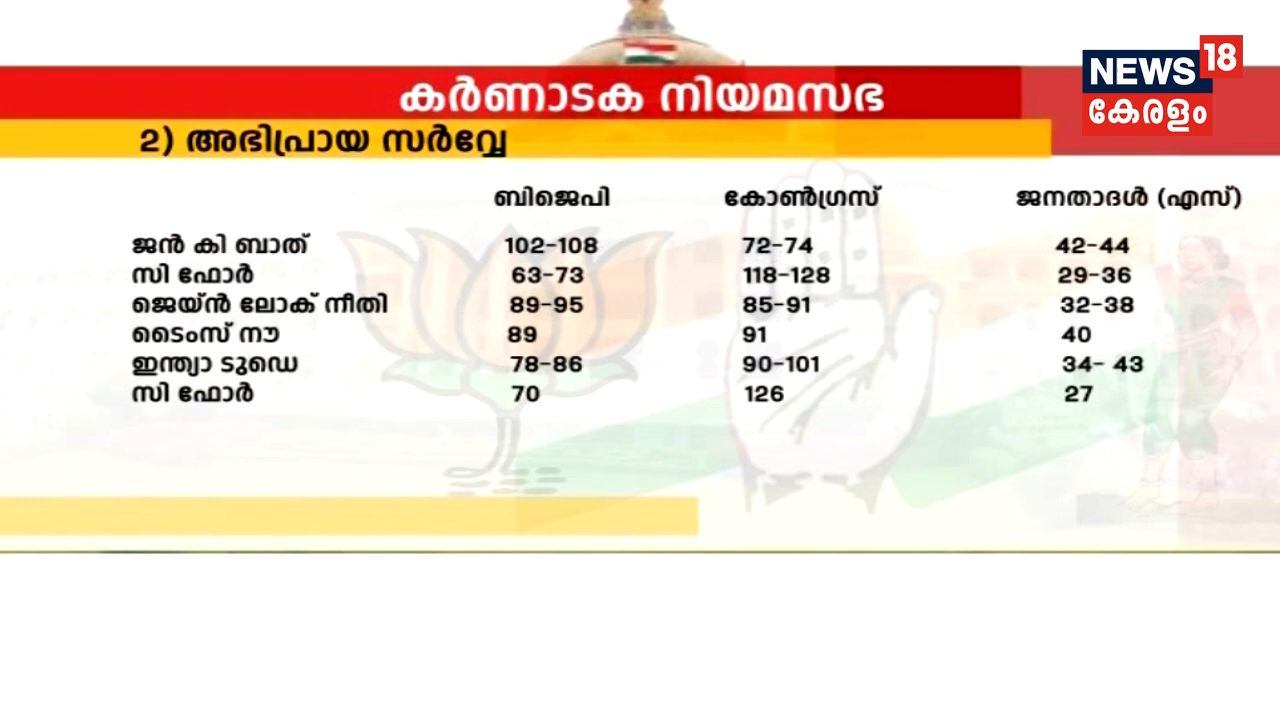 NEWS 18
കേരളം
കർണാടക നിയമസഭ
2) അഭിപ്രായ സർവ്വേ
ബിജെപി കോൺഗ്രസ് ജനതാദൾ (എസ്)
ജൻ കി ബാത് 102-108 72-74 42-44
സി ഫോർ 63-73 118-128 29-36
ജെയ്ൻ ലോക് നീതി 89-95 85-91 32-38
ടൈംസ് നൗ 89 91 40
ഇന്ത്യാ ടുഡെ 78-86 90-101 34- 43
സി ഫോർ 70 126 27